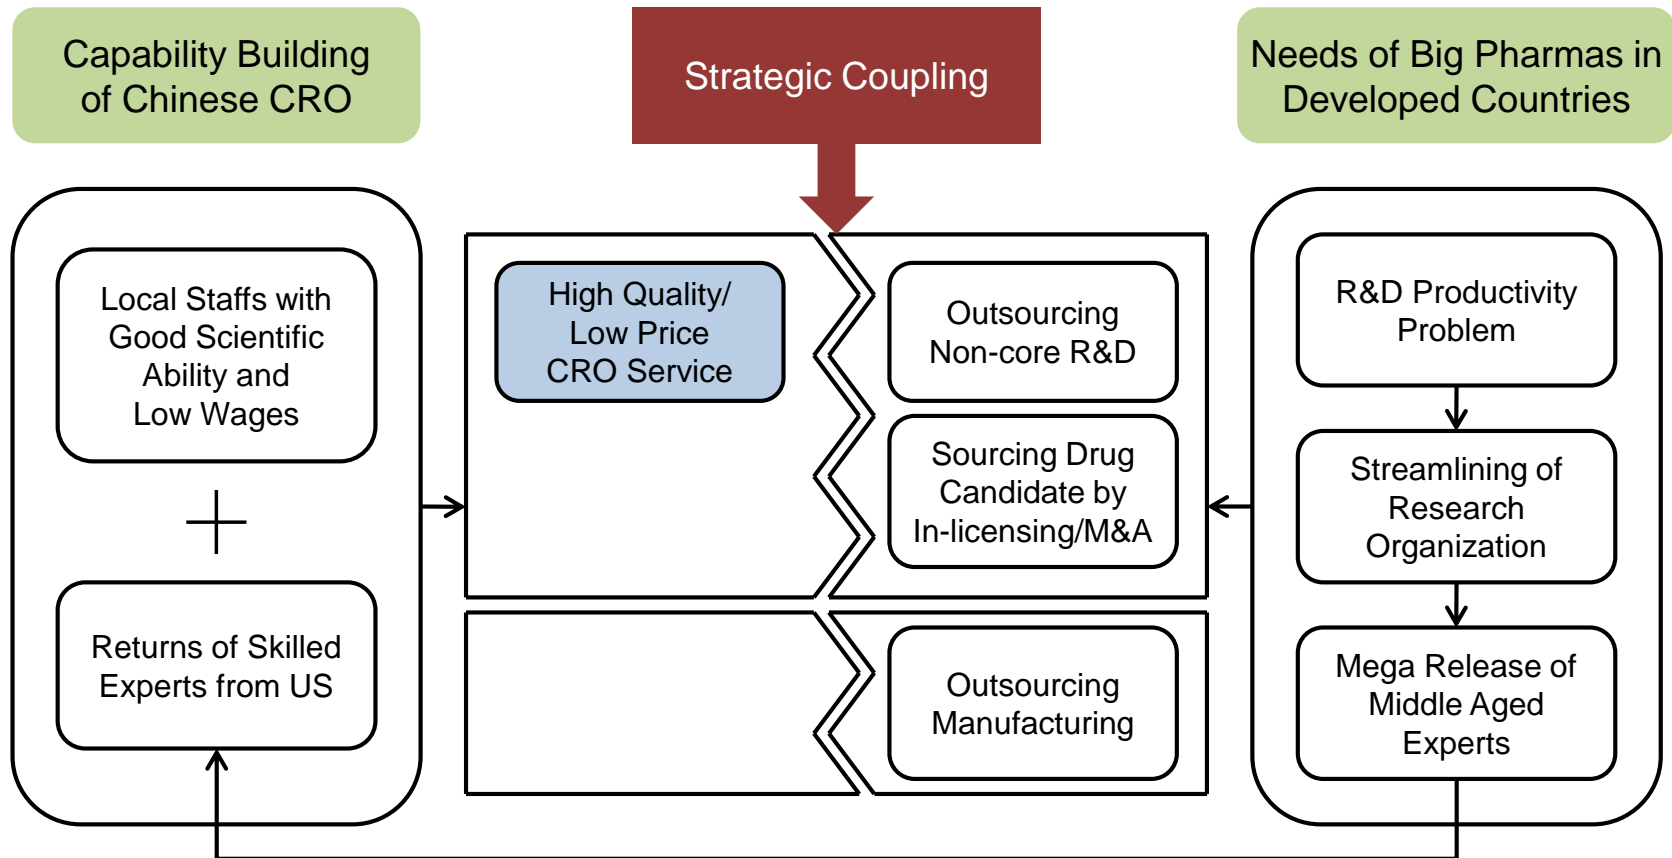 Capability Building
of Chinese CRO
Strategic Coupling
Needs of Big Pharmas in
Developed Countries
Local Staffs with
Good Scientific
Ability and
Low Wages
Returns of Skilled
Experts from US
High Quality/
Low Price
CRO Service
Outsourcing
Non-core R&D
Sourcing Drug
Candidate by
In-licensing/M&A
Outsourcing
Manufacturing
R&D Productivity
Problem
Streamlining of
Research
Organization
Mega Release of
Middle Aged
Experts